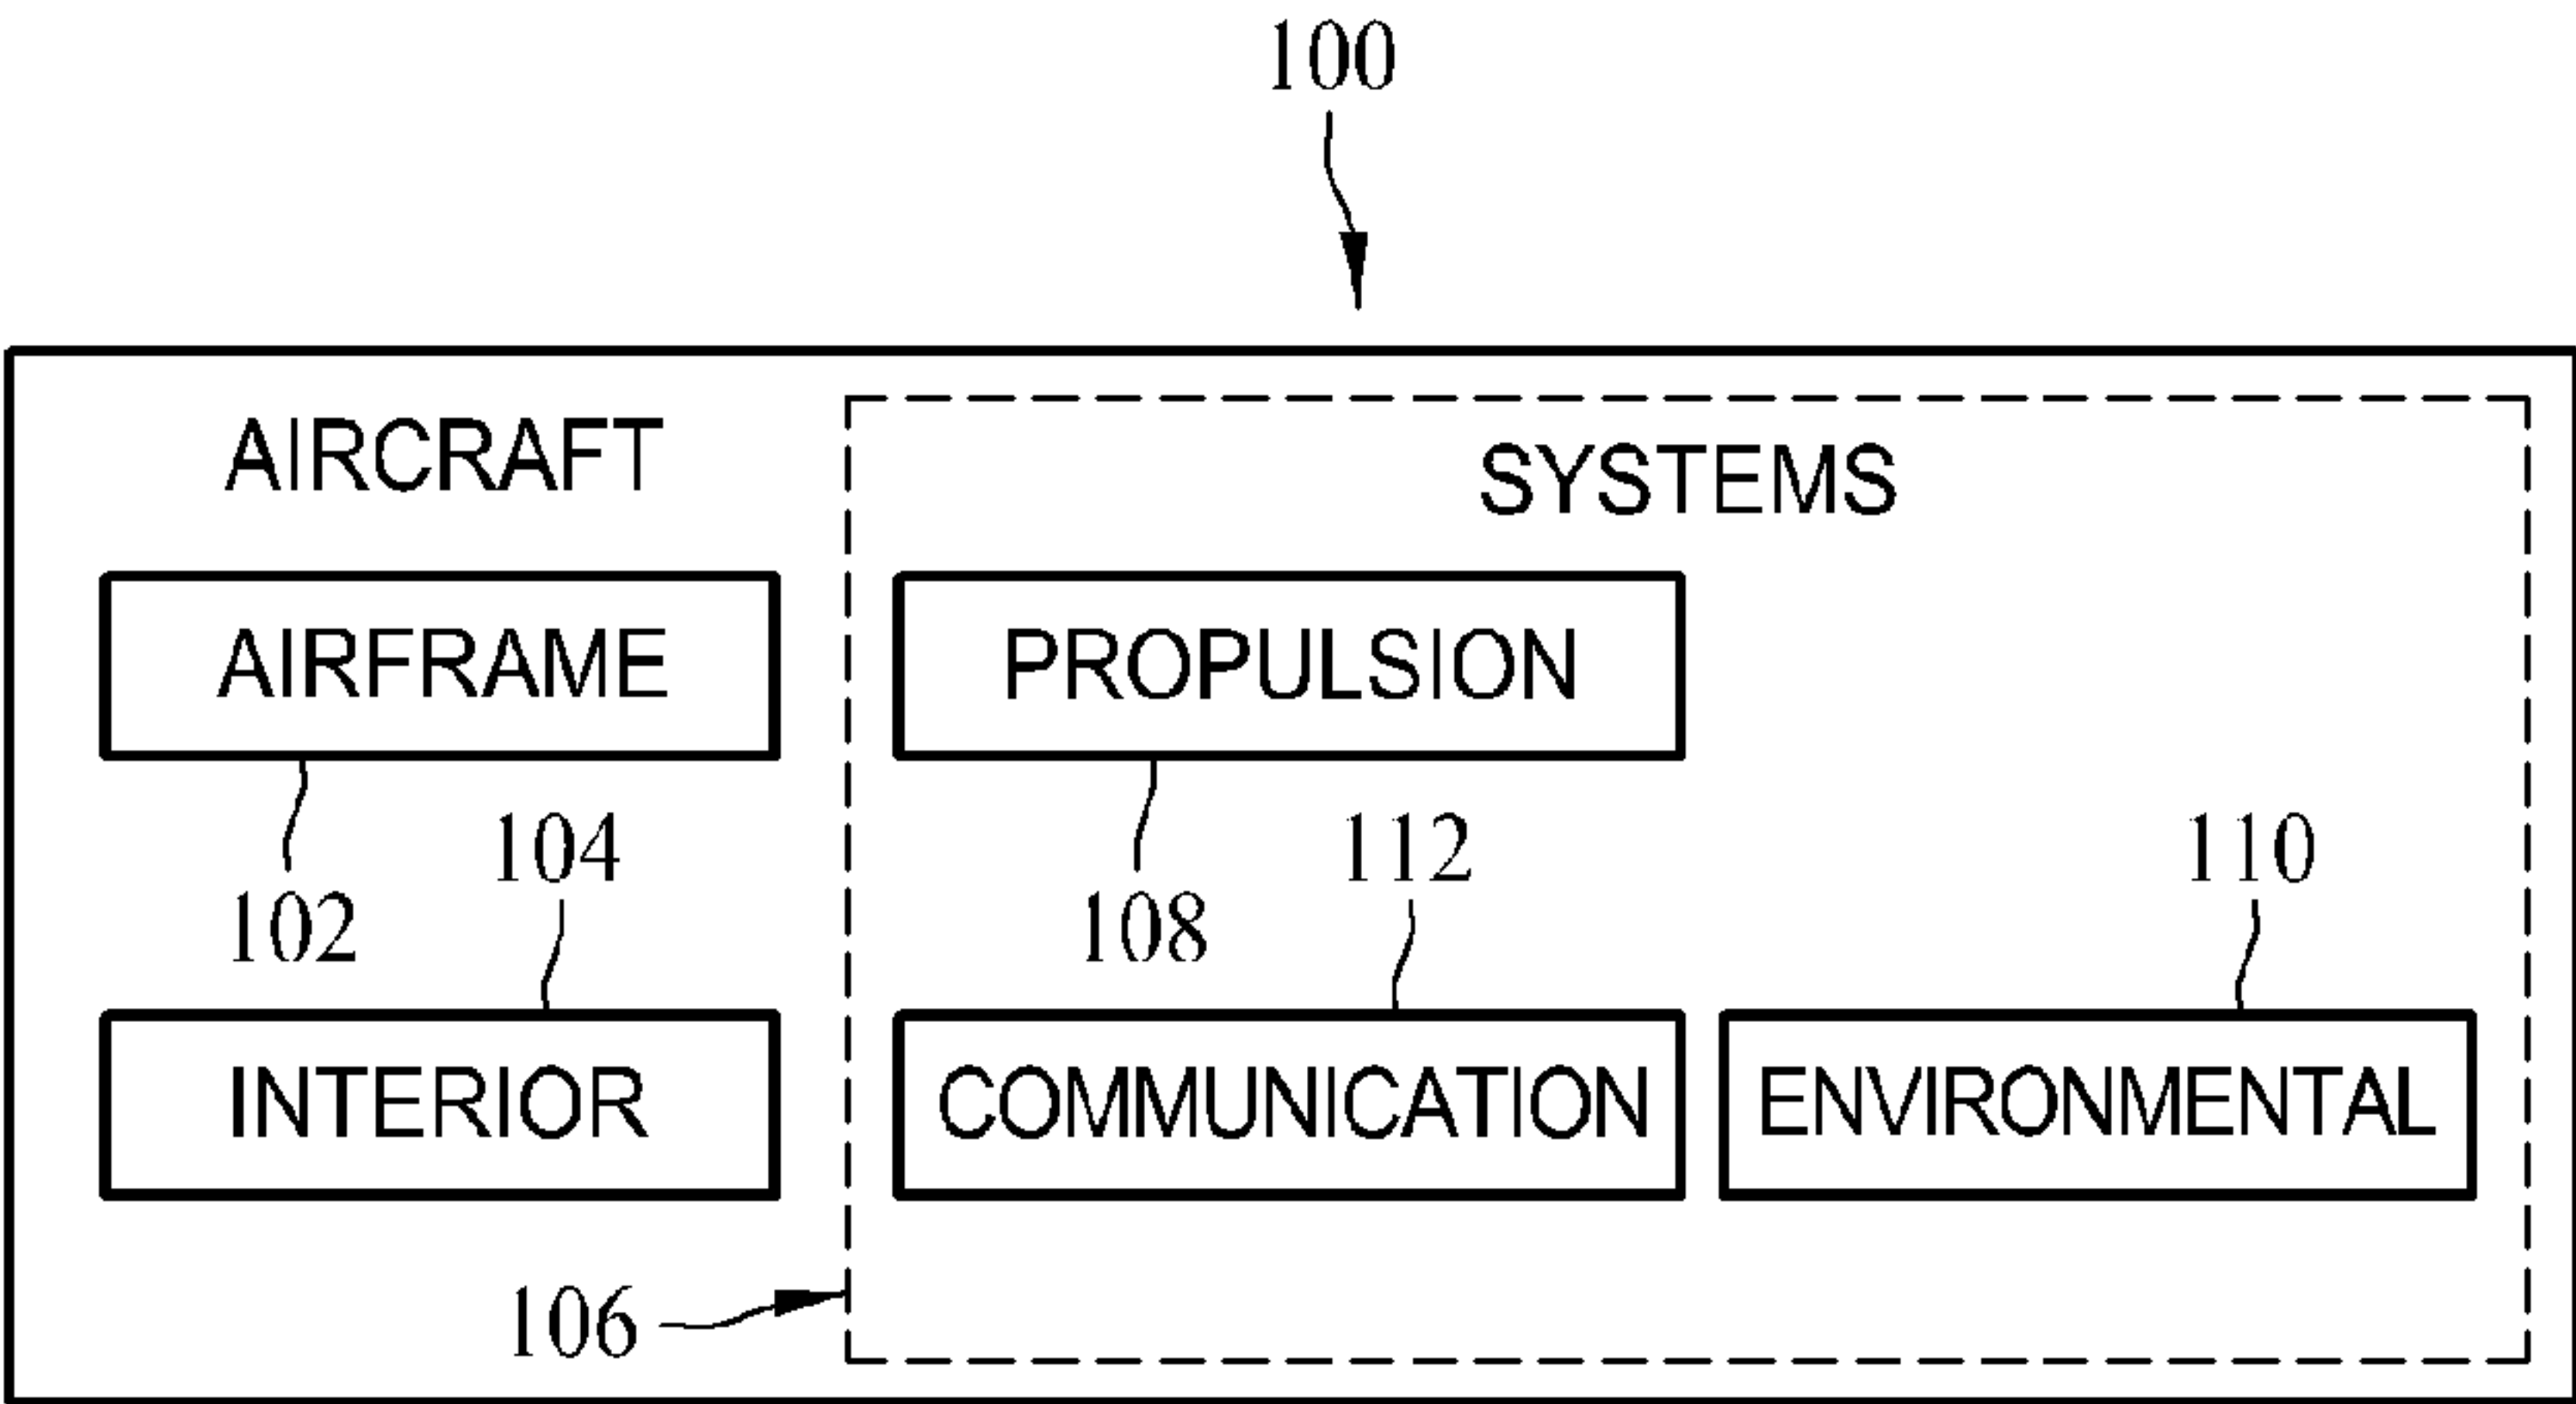 100
AIRCRAFT
SYSTEMS
AIRFRAME
PROPULSION
102
104
108
112
110
INTERIOR
COMMUNICATION
ENVIRONMENTAL
106